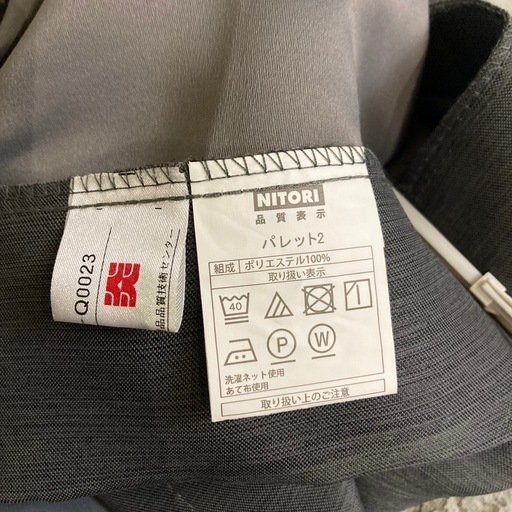 Q0023
品品質技術センター
NITORI
品質表示
パレット2
組成 ポリエステル100%
取り扱い表示
40
P W
洗濯ネット使用
あて布使用
取り扱い上のご注意